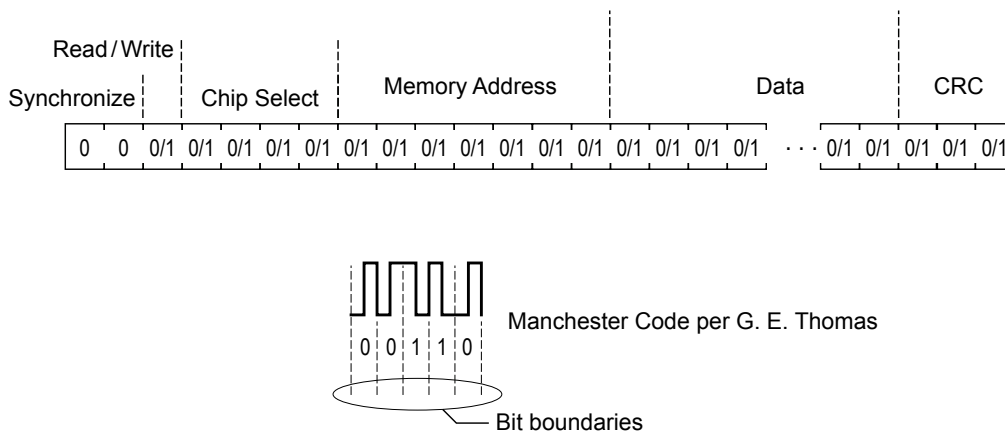 Read / Write
Synchronize
Chip Select
Memory Address
Data
CRC
0 0 0/1 0/1 0/1 0/1 0/1 0/1 0/1 0/1 0/1 0/1 0/1 0/1 0/1 0/1 0/1 0/1 · · · 0/1 0/1 0/1 0/1 0/1
Manchester Code per G. E. Thomas
0 0 1 1 0
Bit boundaries